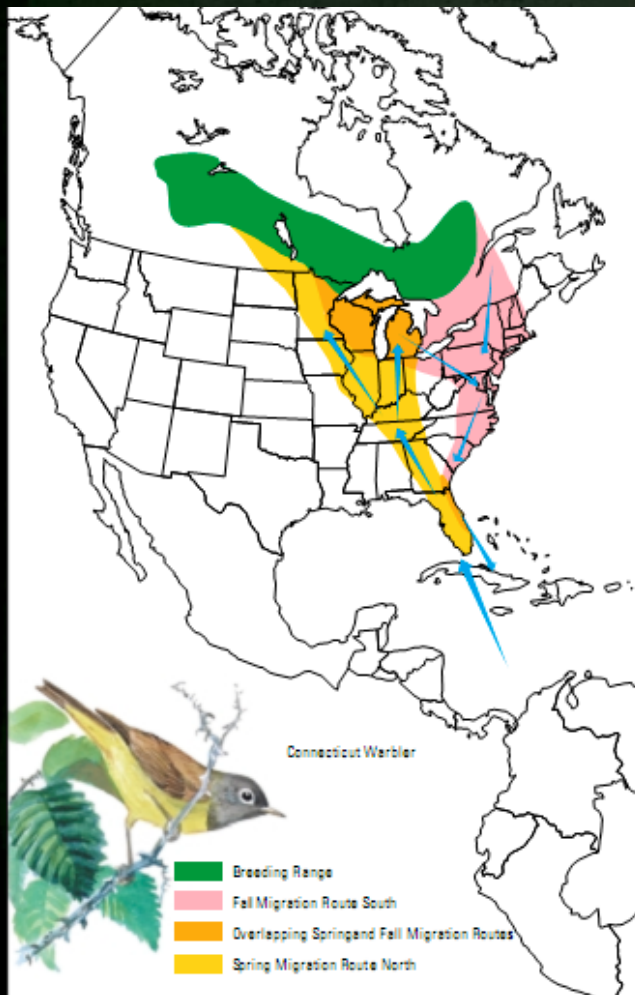 Connecticut Warbler
Breeding Range
Fall Migration Route South
Overlapping Springand Fall Migration Routes
Spring Migration Route North